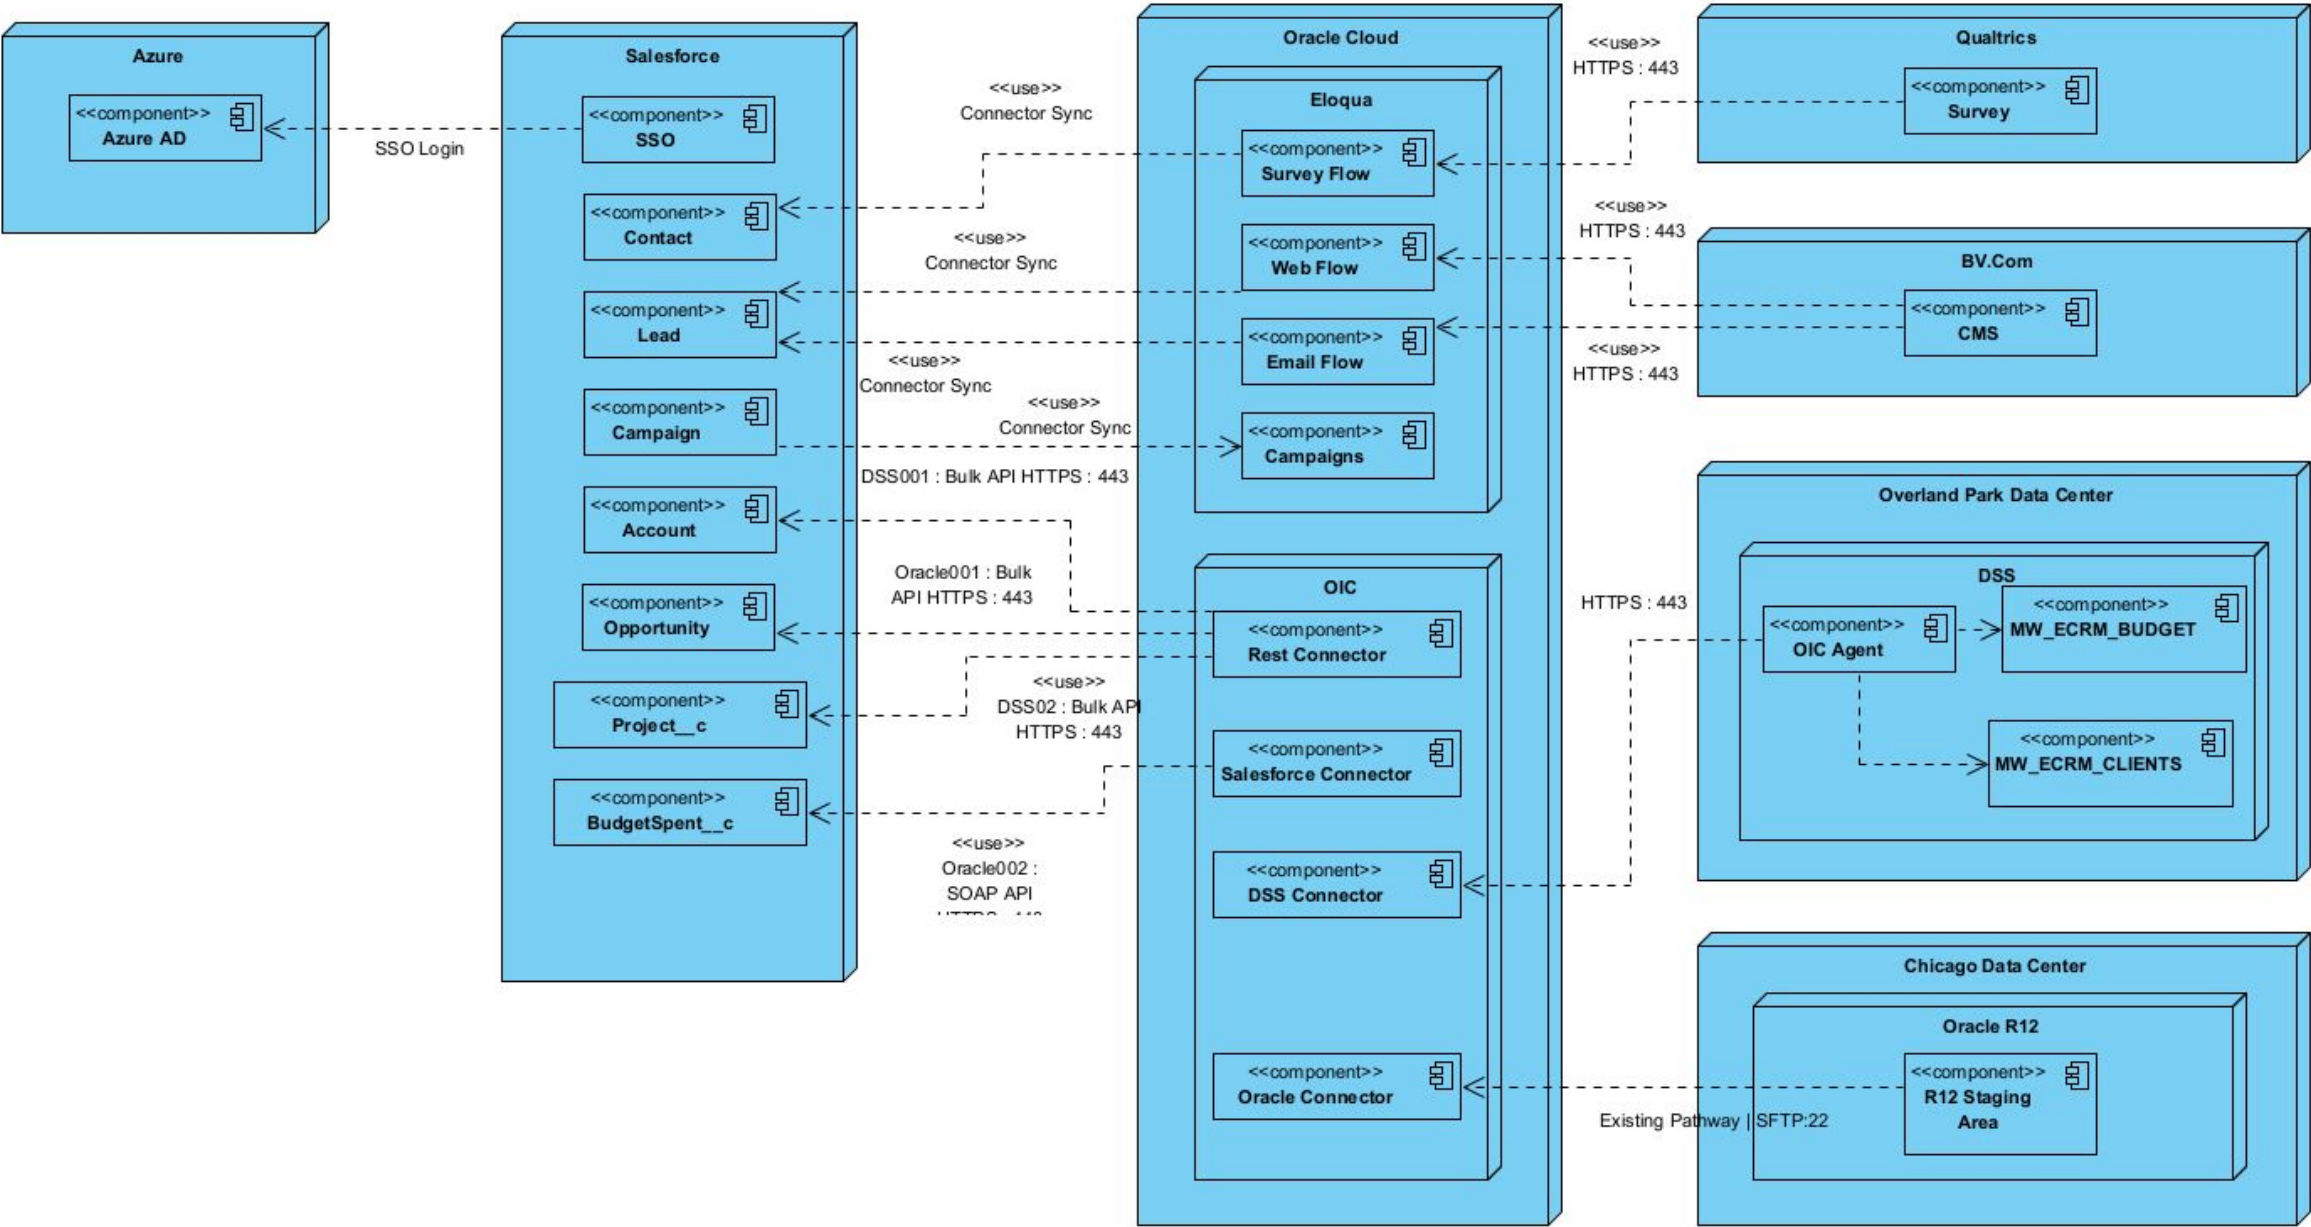 Azure
<<component>>
Azure AD
SSO Login
Salesforce
<<component>>
SSO
<<component>>
Contact
<<component>>
Lead
<<component>>
Campaign
<<component>>
Account
<<component>>
Opportunity
<<component>>
Project__c
<<component>>
BudgetSpent__c
<<use>>
Connector Sync
<<use>>
Connector Sync
<<use>>
Connector Sync
<<use>>
Connector Sync
DSS001 : Bulk API HTTPS : 443
Oracle001 : Bulk
API HTTPS : 443
<<use>>
DSS02 : Bulk API
HTTPS : 443
<<use>>
Oracle002 :
SOAP API
Oracle Cloud
Eloqua
<<component>>
Survey Flow
<<component>>
Web Flow
<<component>>
Email Flow
<<component>>
Campaigns
OIC
<<component>>
Rest Connector
<<component>>
Salesforce Connector
<<component>>
DSS Connector
<<component>>
Oracle Connector
<<use>>
HTTPS : 443
<<use>>
HTTPS : 443
<<use>>
HTTPS : 443
HTTPS : 443
Existing Pathway | SFTP:22
Qualtrics
<<component>>
Survey
BV.Com
<<component>>
CMS
Overland Park Data Center
DSS
<<component>>
OIC Agent
<<component>>
MW_ECRM_BUDGET
<<component>>
MW_ECRM_CLIENTS
Chicago Data Center
Oracle R12
<<component>>
R12 Staging
Area